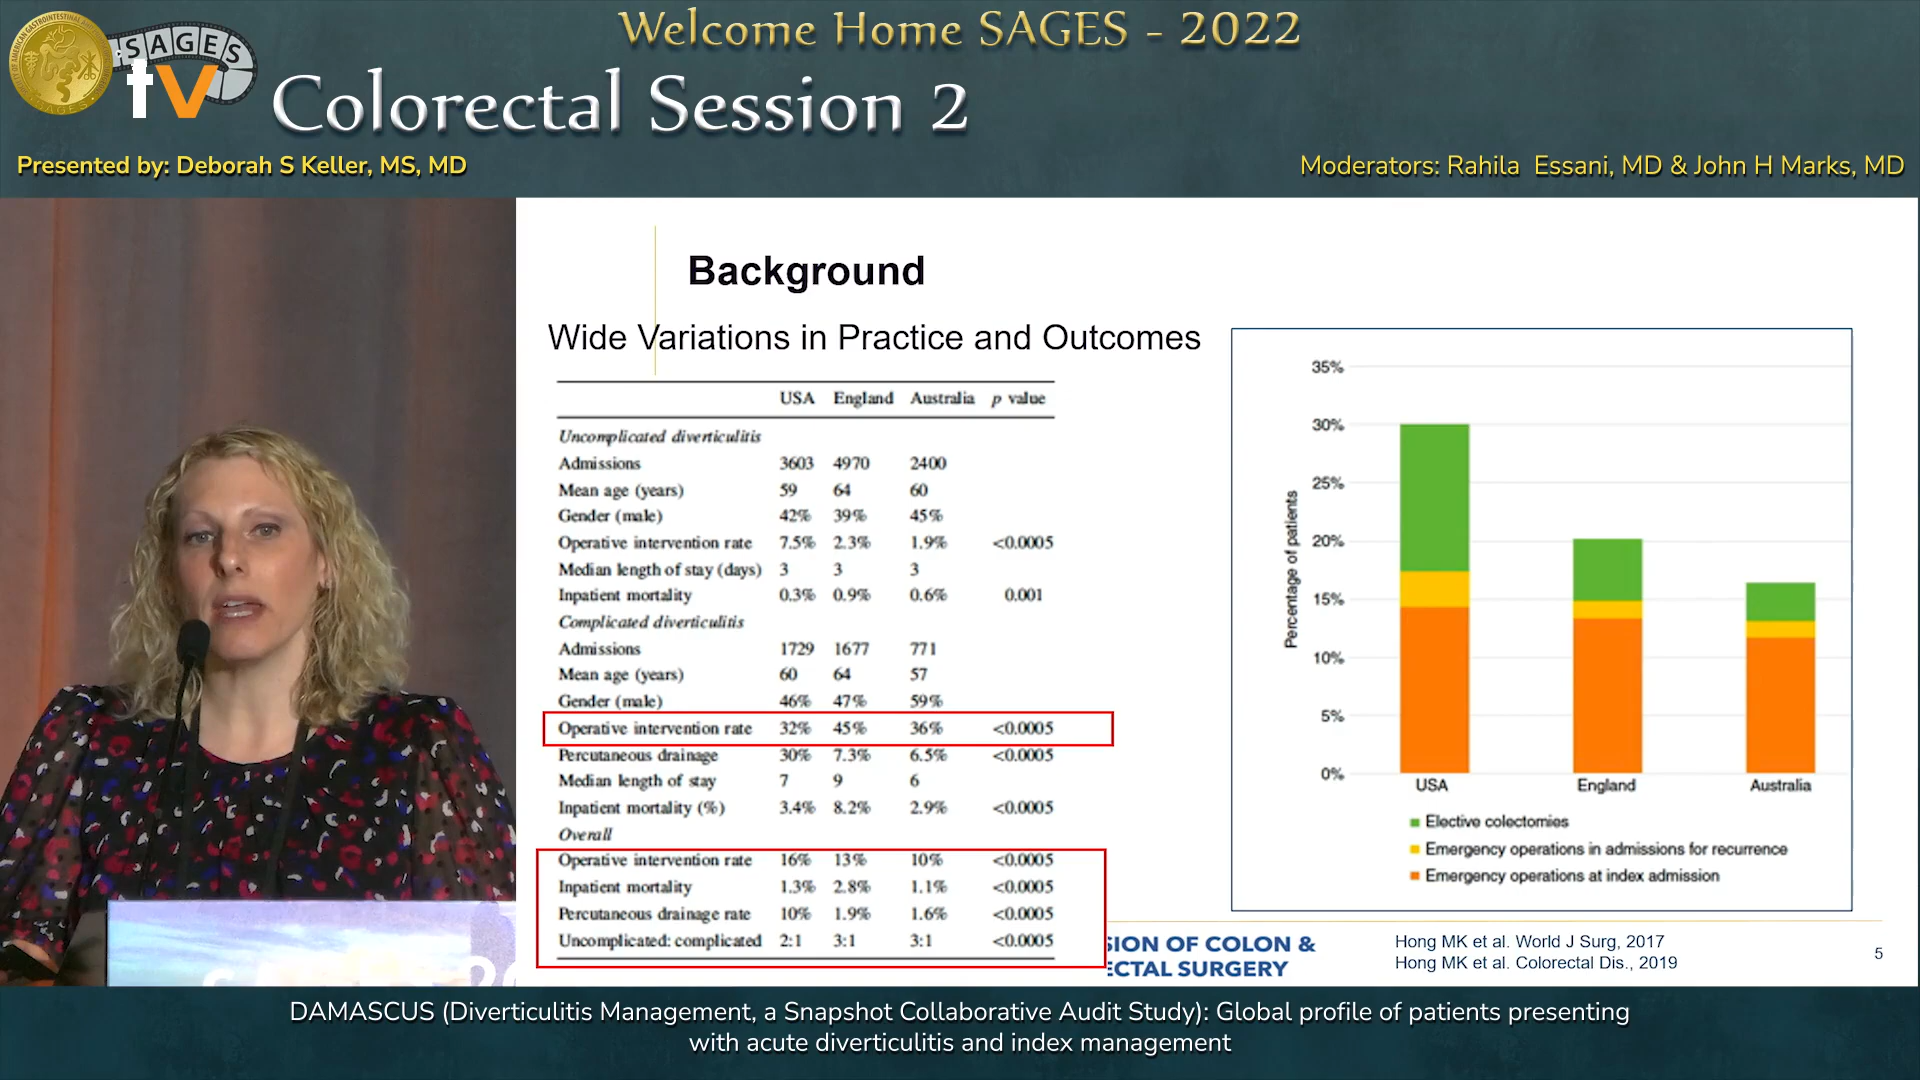 Welcome Home SAGES - 2022
SAGES
tv
Colorectal Session 2
Presented by: Deborah S Keller, MS, MD
Moderators: Rahila Essani, MD & John H Marks, MD
Background
Wide Variations in Practice and Outcomes
USA England Australia p value
Uncomplicated diverticulitis
Admissions 3603 4970 2400
Mean age (years) 59 64 60
Gender (male) 42% 39% 45%
Operative intervention rate 7.5% 2.3% 1.9% <0.0005
Median length of stay (days) 3 3 3
Inpatient mortality 0.3% 0.9% 0.6% 0.001
Complicated diverticulitis
Admissions 1729 1677 771
Mean age (years) 60 64 57
Gender (male) 46% 47% 59%
Operative intervention rate 32% 45% 36% <0.0005
Percutaneous drainage 30% 7.3% 6.5% <0.0005
Median length of stay 7 9 6
Inpatient mortality (%) 3.4% 8.2% 2.9% <0.0005
Overall
Operative intervention rate 16% 13% 10% <0.0005
Inpatient mortality 1.3% 2.8% 1.1% <0.0005
Percutaneous drainage rate 10% 1.9% 1.6% <0.0005
Uncomplicated: complicated 2:1 3:1 3:1 <0.0005
Percentage of patients
35%
30%
25%
20%
15%
10%
5%
0%
USA England Australia
Elective colectomies
Emergency operations in admissions for recurrence
Emergency operations at index admission
SION OF COLON &
ECTAL SURGERY
Hong MK et al. World J Surg, 2017
Hong MK et al. Colorectal Dis., 2019
5
DAMASCUS (Diverticulitis Management, a Snapshot Collaborative Audit Study): Global profile of patients presenting
with acute diverticulitis and index management